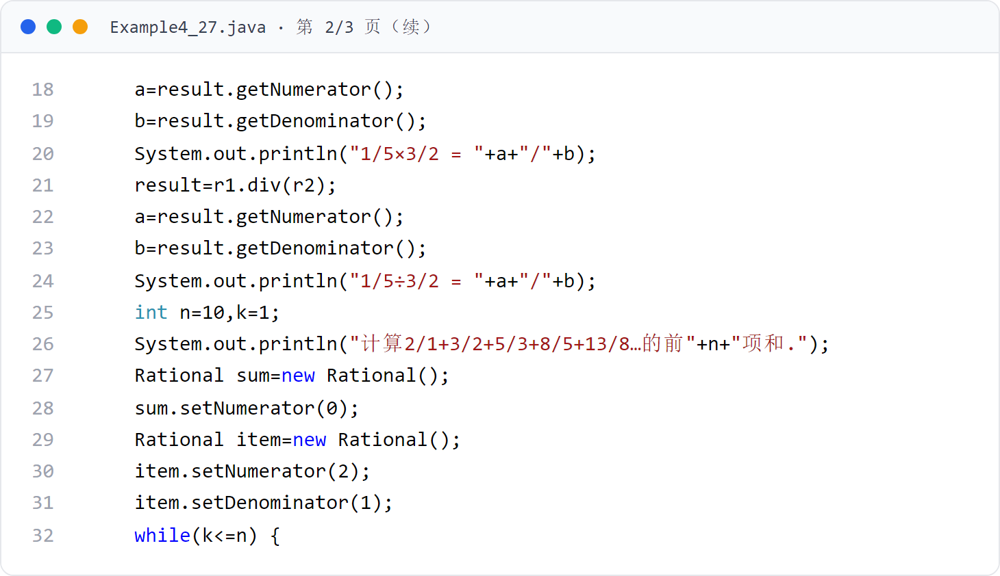 Example4_27.java · 第 2/3 页（续）
18 a=result.getNumerator();
19 b=result.getDenominator();
20 System.out.println("1/5×3/2 = "+a+"/"+b);
21 result=r1.div(r2);
22 a=result.getNumerator();
23 b=result.getDenominator();
24 System.out.println("1/5÷3/2 = "+a+"/"+b);
25 int n=10,k=1;
26 System.out.println("计算2/1+3/2+5/3+8/5+13/8…的前"+n+"项和.");
27 Rational sum=new Rational();
28 sum.setNumerator(0);
29 Rational item=new Rational();
30 item.setNumerator(2);
31 item.setDenominator(1);
32 while(k<=n) {